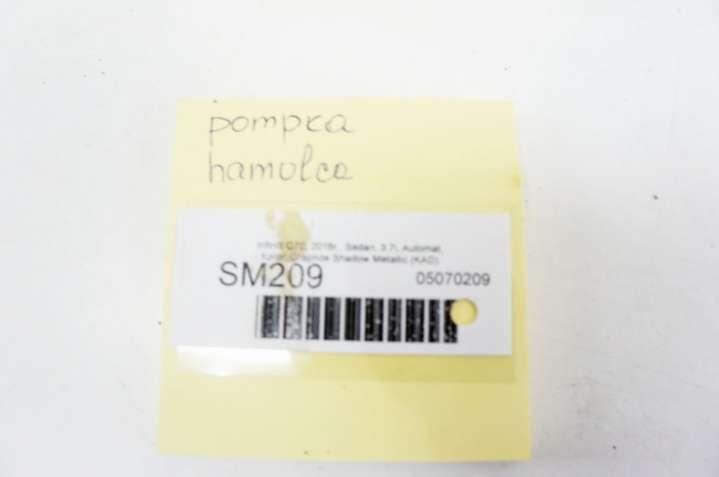 pompka
hamulca
Infiniti Q70, 2016r., Sedan, 3.7i, Automat,
Kolor: Graphite Shadow Metallic (KAD)
SM209
05070209